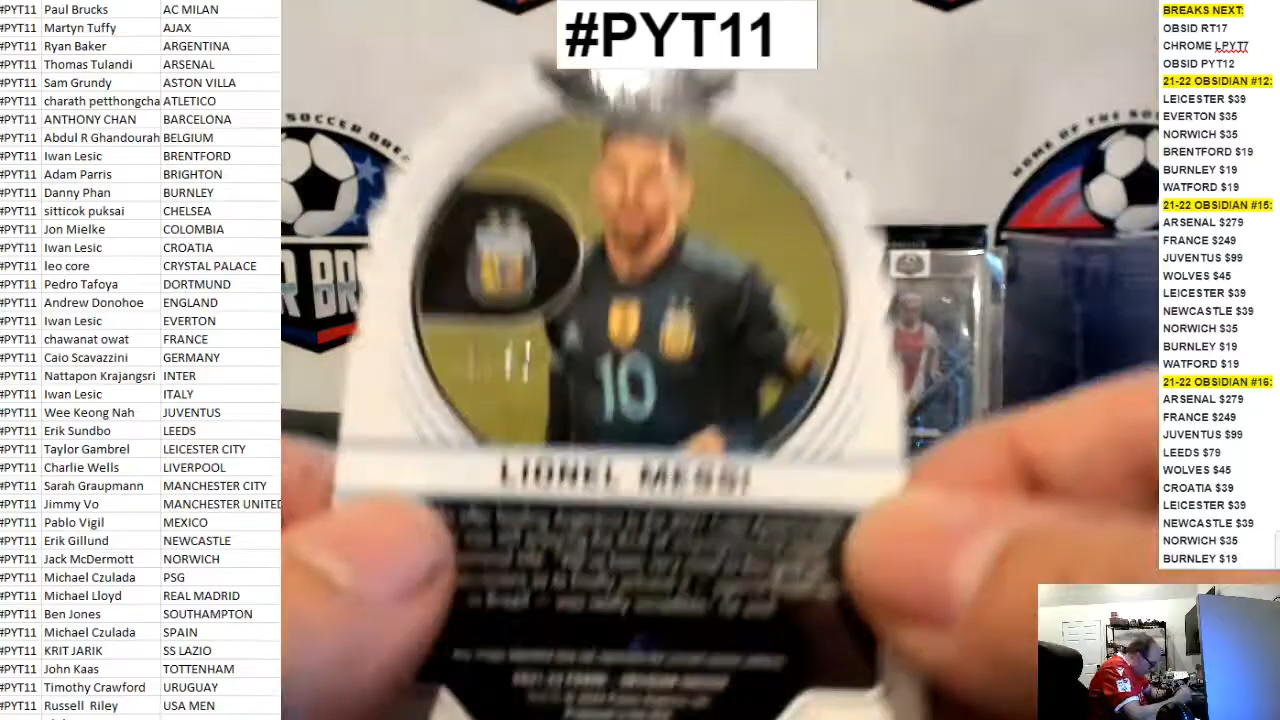 #PYT11 Paul Brucks AC MILAN
#PYT11 Martyn Tuffy AJAX
#PYT11 Ryan Baker ARGENTINA
#PYT11 Thomas Tulandi ARSENAL
#PYT11 Sam Grundy ASTON VILLA
#PYT11 charath petthongcha ATLETICO
#PYT11 ANTHONY CHAN BARCELONA
#PYT11 Abdul R Ghandourah BELGIUM
#PYT11 Iwan Lesic BRENTFORD
#PYT11 Adam Parris BRIGHTON
#PYT11 Danny Phan BURNLEY
#PYT11 sitticok puksai CHELSEA
#PYT11 Jon Mielke COLOMBIA
#PYT11 Iwan Lesic CROATIA
#PYT11 leo core CRYSTAL PALACE
#PYT11 Pedro Tafoya DORTMUND
#PYT11 Andrew Donohoe ENGLAND
#PYT11 Iwan Lesic EVERTON
#PYT11 chawanat owat FRANCE
#PYT11 Caio Scavazzini GERMANY
#PYT11 Nattapon Krajangsri INTER
#PYT11 Iwan Lesic ITALY
#PYT11 Wee Keong Nah JUVENTUS
#PYT11 Erik Sundbo LEEDS
#PYT11 Taylor Gambrel LEICESTER CITY
#PYT11 Charlie Wells LIVERPOOL
#PYT11 Sarah Graupmann MANCHESTER CITY
#PYT11 Jimmy Vo MANCHESTER UNITED
#PYT11 Pablo Vigil MEXICO
#PYT11 Erik Gillund NEWCASTLE
#PYT11 Jack McDermott NORWICH
#PYT11 Michael Czulada PSG
#PYT11 Michael Lloyd REAL MADRID
#PYT11 Ben Jones SOUTHAMPTON
#PYT11 Michael Czulada SPAIN
#PYT11 KRIT JARIK SS LAZIO
#PYT11 John Kaas TOTTENHAM
#PYT11 Timothy Crawford URUGUAY
#PYT11 Russell Riley USA MEN
#PYT11
SOCCER
HOME OF THE
10
LIONEL MESSI
BREAKS NEXT:
OBSID RT17
CHROME LPYT7
OBSID PYT12
21-22 OBSIDIAN #12:
LEICESTER $39
EVERTON $35
NORWICH $35
BRENTFORD $19
BURNLEY $19
WATFORD $19
21-22 OBSIDIAN #15:
ARSENAL $279
FRANCE $249
JUVENTUS $99
WOLVES $45
LEICESTER $39
NEWCASTLE $39
NORWICH $35
BURNLEY $19
WATFORD $19
21-22 OBSIDIAN #16:
ARSENAL $279
FRANCE $249
JUVENTUS $99
LEEDS $79
WOLVES $45
CROATIA $39
LEICESTER $39
NEWCASTLE $39
NORWICH $35
BURNLEY $19